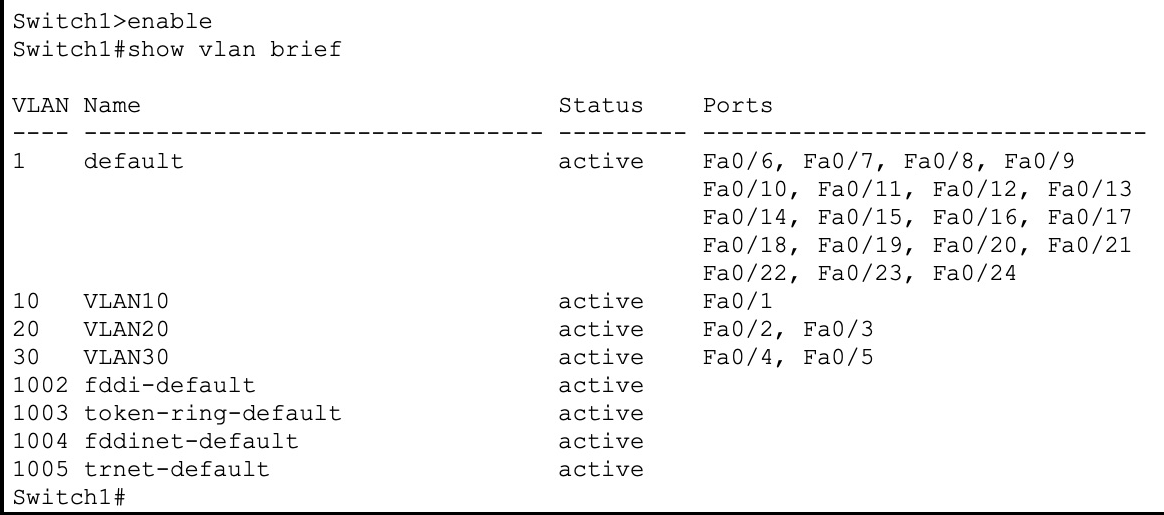 Switch1>enable
Switch1#show vlan brief
VLAN Name                             Status    Ports
---- -------------------------------- --------- -------------------------------
1    default                          active    Fa0/6, Fa0/7, Fa0/8, Fa0/9
                                                Fa0/10, Fa0/11, Fa0/12, Fa0/13
                                                Fa0/14, Fa0/15, Fa0/16, Fa0/17
                                                Fa0/18, Fa0/19, Fa0/20, Fa0/21
                                                Fa0/22, Fa0/23, Fa0/24
10   VLAN10                           active    Fa0/1
20   VLAN20                           active    Fa0/2, Fa0/3
30   VLAN30                           active    Fa0/4, Fa0/5
1002 fddi-default                     active
1003 token-ring-default               active
1004 fddinet-default                  active
1005 trnet-default                    active
Switch1#